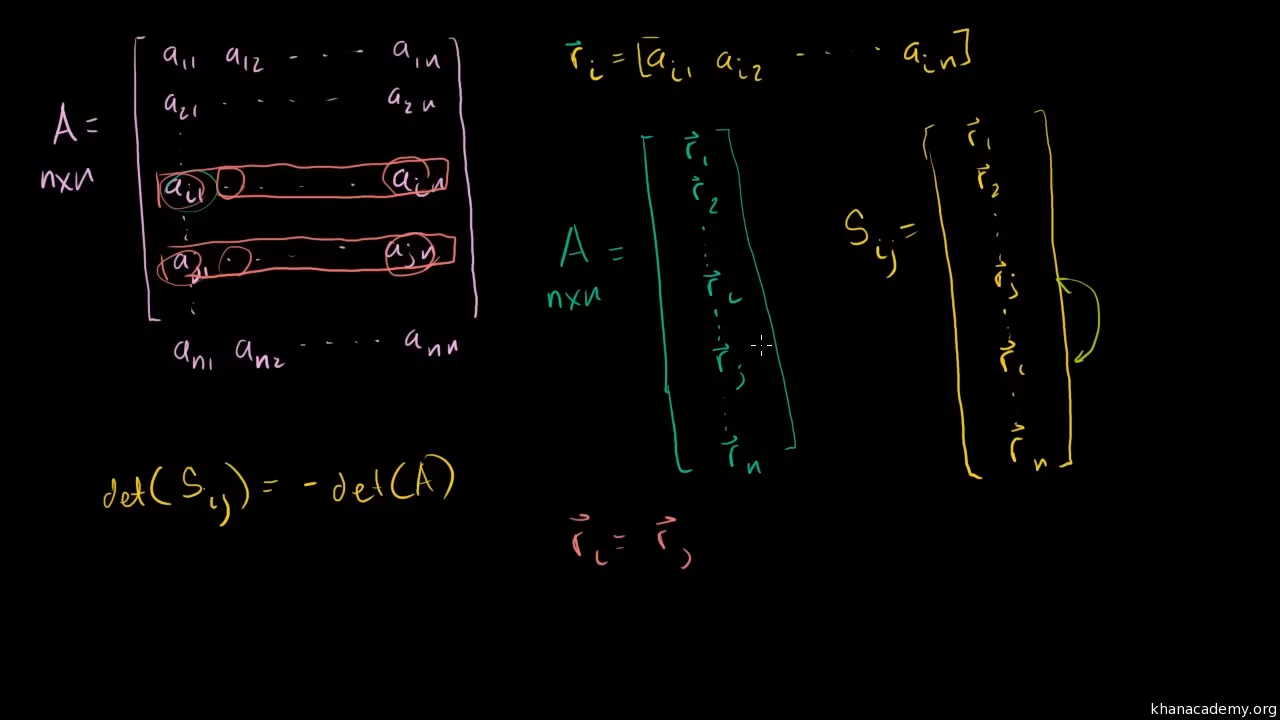 A =
n×n
a₁₁ a₁₂ - · - · a₁ₙ
a₂₁ · · · - a₂ₙ
aᵢ₁ · · · · aᵢₙ
aⱼ₁ · · - · aⱼₙ
aₙ₁ aₙ₂ · · · · · aₙₙ
r⃗ᵢ = [aᵢ₁ aᵢ₂ · · · · aᵢₙ]
A =
n×n
r⃗₁
r⃗₂
r⃗ᵢ
r⃗ⱼ
r⃗ₙ
Sᵢⱼ =
r⃗₁
r⃗₂
r⃗ⱼ
r⃗ᵢ
r⃗ₙ
det(Sᵢⱼ) = - det(A)
r⃗ᵢ = r⃗ⱼ
khanacademy.org